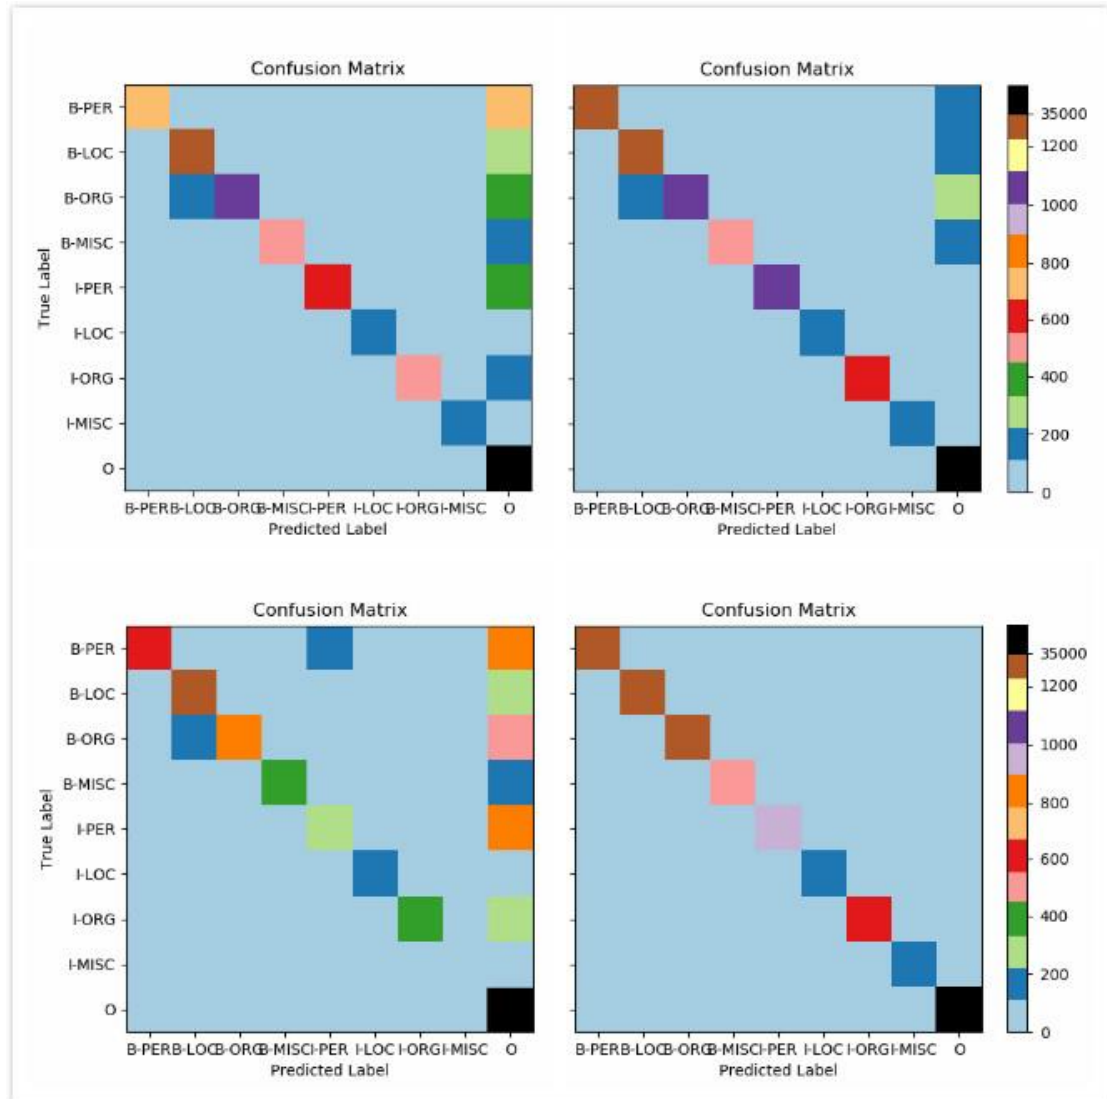 Confusion Matrix
B-PER
B-LOC
B-ORG
B-MISC
I-PER
I-LOC
I-ORG
I-MISC
O
True Label
B-PER B-LOC B-ORG B-MISC I-PER I-LOC I-ORG I-MISC O
Predicted Label
Confusion Matrix
B-PER B-LOC B-ORG B-MISC I-PER I-LOC I-ORG I-MISC O
Predicted Label
35000
1200
1000
800
600
400
200
0
Confusion Matrix
B-PER
B-LOC
B-ORG
B-MISC
I-PER
I-LOC
I-ORG
I-MISC
O
True Label
B-PER B-LOC B-ORG B-MISC I-PER I-LOC I-ORG I-MISC O
Predicted Label
Confusion Matrix
B-PER B-LOC B-ORG B-MISC I-PER I-LOC I-ORG I-MISC O
Predicted Label
35000
1200
1000
800
600
400
200
0